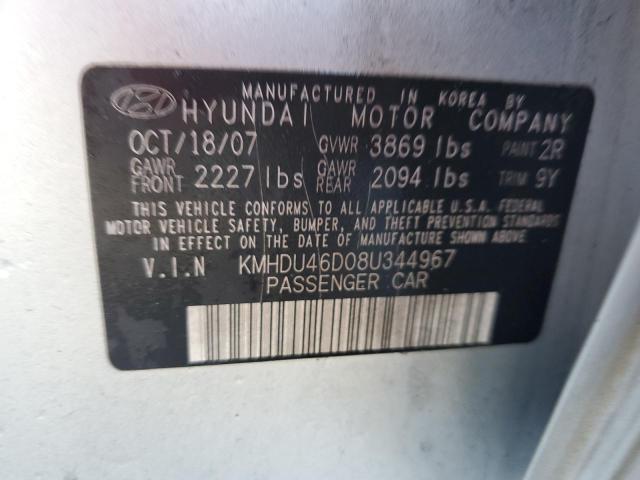 MANUFACTURED IN KOREA BY
HYUNDAI MOTOR COMPANY
OCT/18/07 GVWR 3869 lbs PAINT 2R
GAWR FRONT 2227 lbs GAWR REAR 2094 lbs TRIM 9Y
THIS VEHICLE CONFORMS TO ALL APPLICABLE U.S.A. FEDERAL
MOTOR VEHICLE SAFETY, BUMPER, AND THEFT PREVENTION STANDARDS
IN EFFECT ON THE DATE OF MANUFACTURE SHOWN ABOVE.
V.I.N KMHDU46D08U344967
PASSENGER CAR